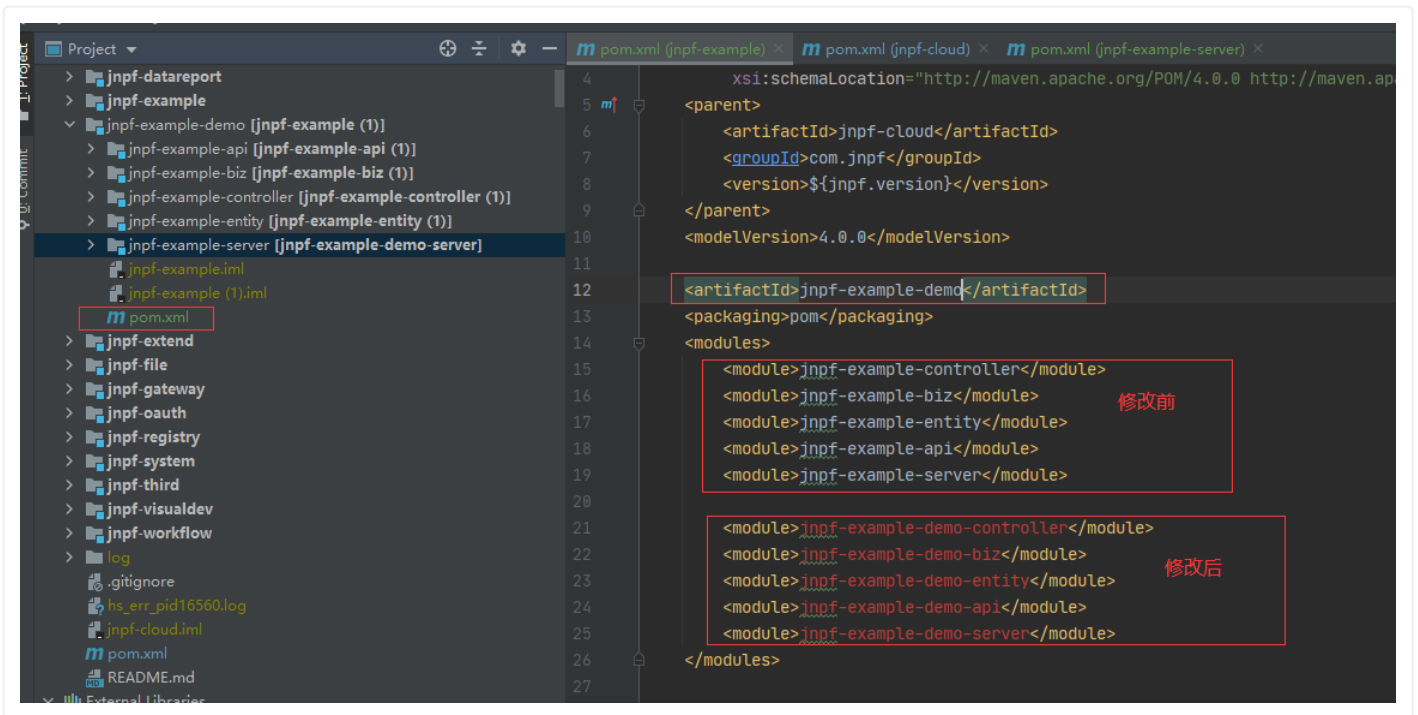 Project
pom.xml (jnpf-example)
pom.xml (jnpf-cloud)
pom.xml (jnpf-example-server)
1: Project
Commit
jnpf-datareport
jnpf-example
jnpf-example-demo [jnpf-example (1)]
jnpf-example-api [jnpf-example-api (1)]
jnpf-example-biz [jnpf-example-biz (1)]
jnpf-example-controller [jnpf-example-controller (1)]
jnpf-example-entity [jnpf-example-entity (1)]
jnpf-example-server [jnpf-example-demo-server]
jnpf-example.iml
jnpf-example (1).iml
pom.xml
jnpf-extend
jnpf-file
jnpf-gateway
jnpf-oauth
jnpf-registry
jnpf-system
jnpf-third
jnpf-visualdev
jnpf-workflow
log
.gitignore
hs_err_pid16560.log
jnpf-cloud.iml
pom.xml
README.md
External Libraries
4 xsi:schemaLocation="http://maven.apache.org/POM/4.0.0 http://maven.
5 <parent>
6 <artifactId>jnpf-cloud</artifactId>
7 <groupId>com.jnpf</groupId>
8 <version>${jnpf.version}</version>
9 </parent>
10 <modelVersion>4.0.0</modelVersion>
11
12 <artifactId>jnpf-example-demo</artifactId>
13 <packaging>pom</packaging>
14 <modules>
15 <module>jnpf-example-controller</module>
16 <module>jnpf-example-biz</module>
修改前
17 <module>jnpf-example-entity</module>
18 <module>jnpf-example-api</module>
19 <module>jnpf-example-server</module>
20
21 <module>jnpf-example-demo-controller</module>
22 <module>jnpf-example-demo-biz</module>
修改后
23 <module>jnpf-example-demo-entity</module>
24 <module>jnpf-example-demo-api</module>
25 <module>jnpf-example-demo-server</module>
26 </modules>
27